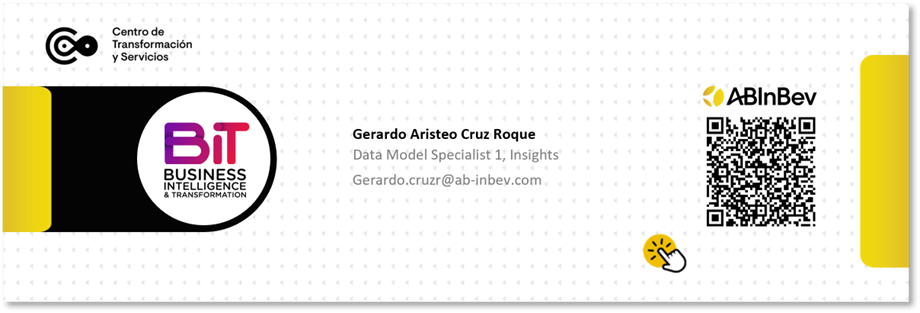 Centro de
Transformación
y Servicios
BiT
BUSINESS
INTELLIGENCE
& TRANSFORMATION
Gerardo Aristeo Cruz Roque
Data Model Specialist 1, Insights
Gerardo.cruzr@ab-inbev.com
ABInBev